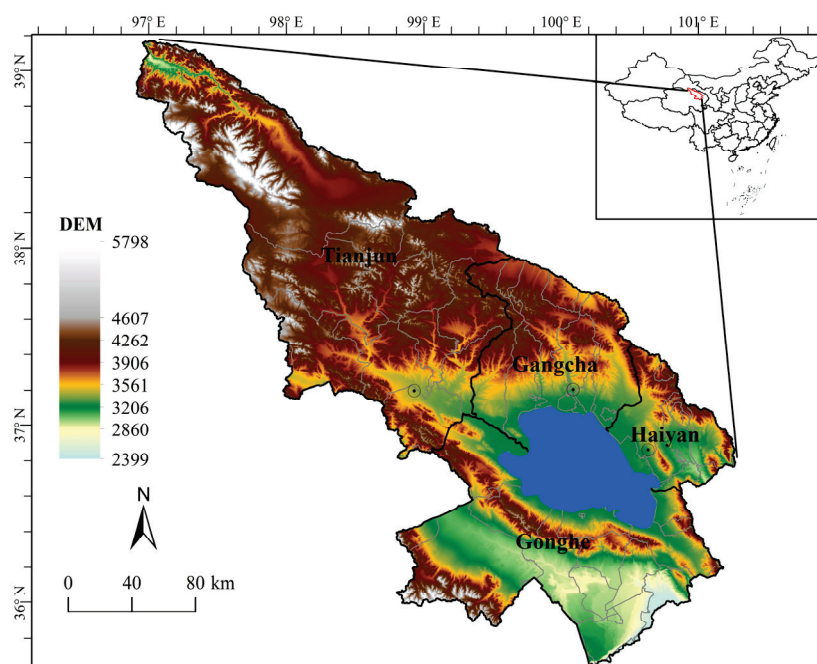 97° E 98° E 99° E 100° E 101° E
39° N
38° N
37° N
36° N
DEM
5798
4607
4262
3906
3561
3206
2860
2399
Tianjun
Gangcha
Haiyan
Gonghe
N
0 40 80 km